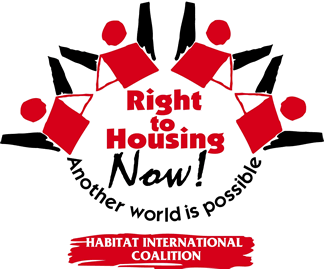 Right
to
Housing
Now!
Another world is possible
HABITAT INTERNATIONAL
COALITION